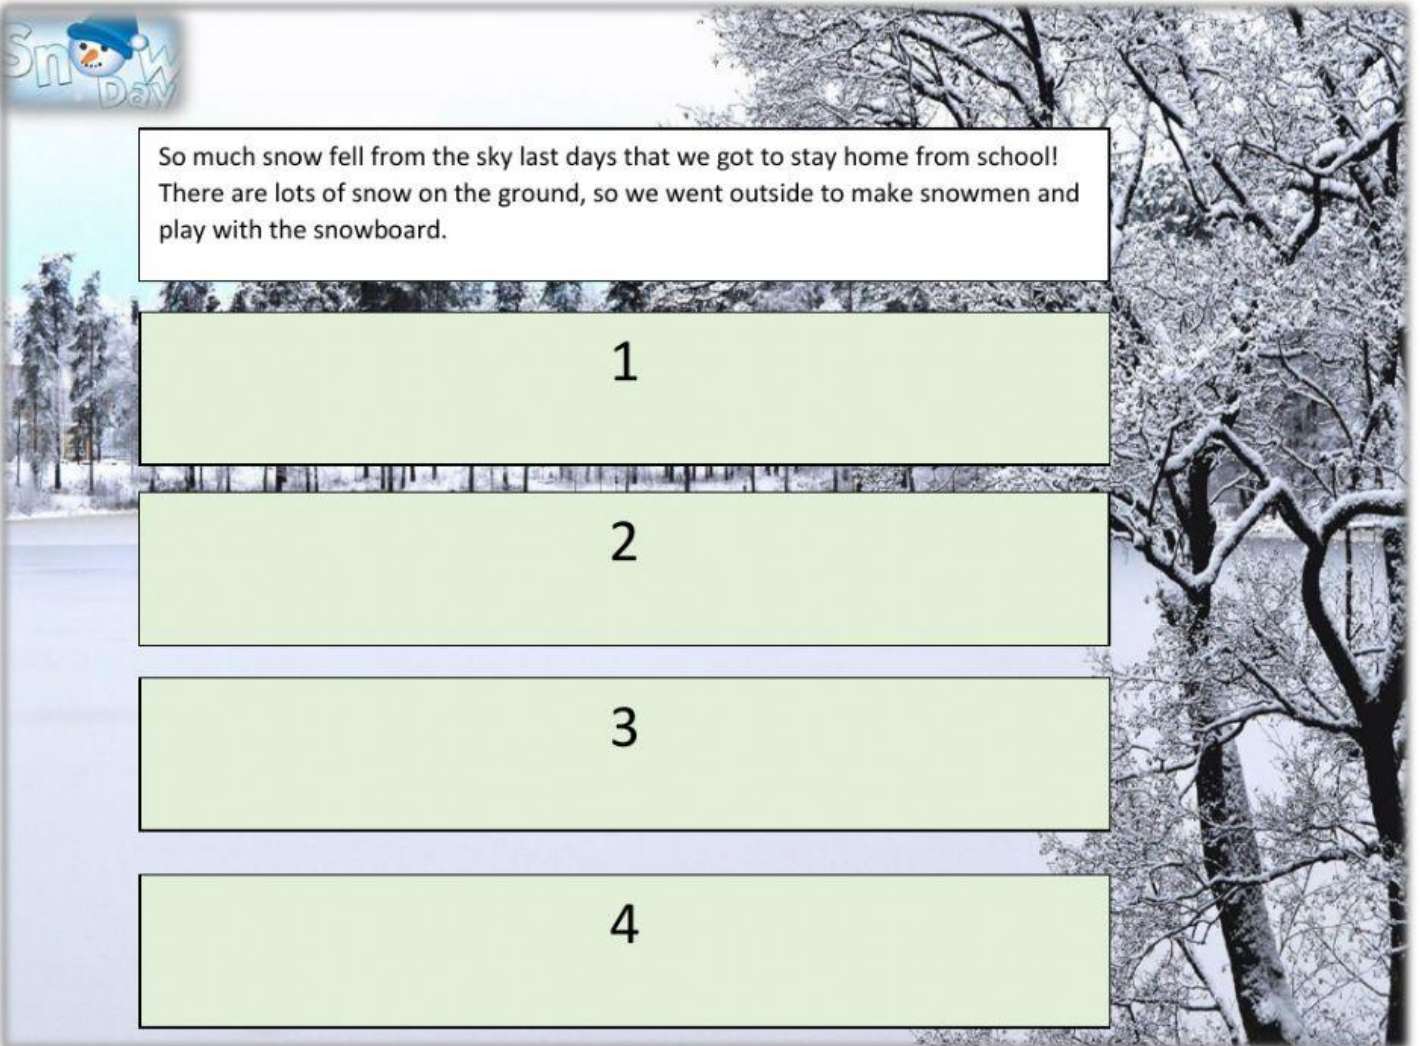 Snow
Day
So much snow fell from the sky last days that we got to stay home from school!
There are lots of snow on the ground, so we went outside to make snowmen and
play with the snowboard.
1
2
3
4